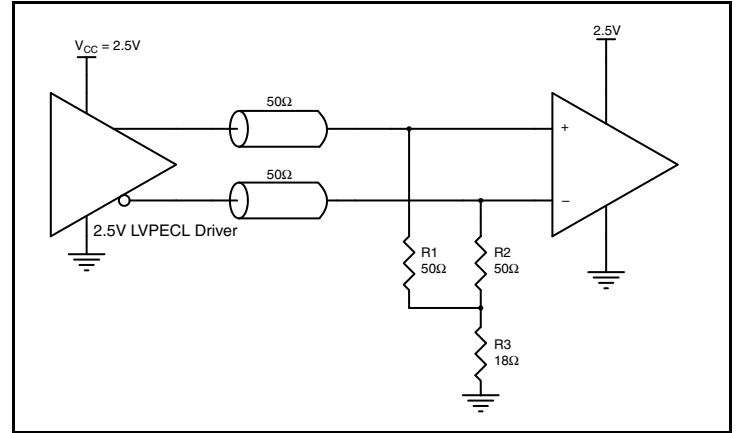 V_CC = 2.5V
2.5V
50Ω
50Ω
+
−
2.5V LVPECL Driver
R1
50Ω
R2
50Ω
R3
18Ω